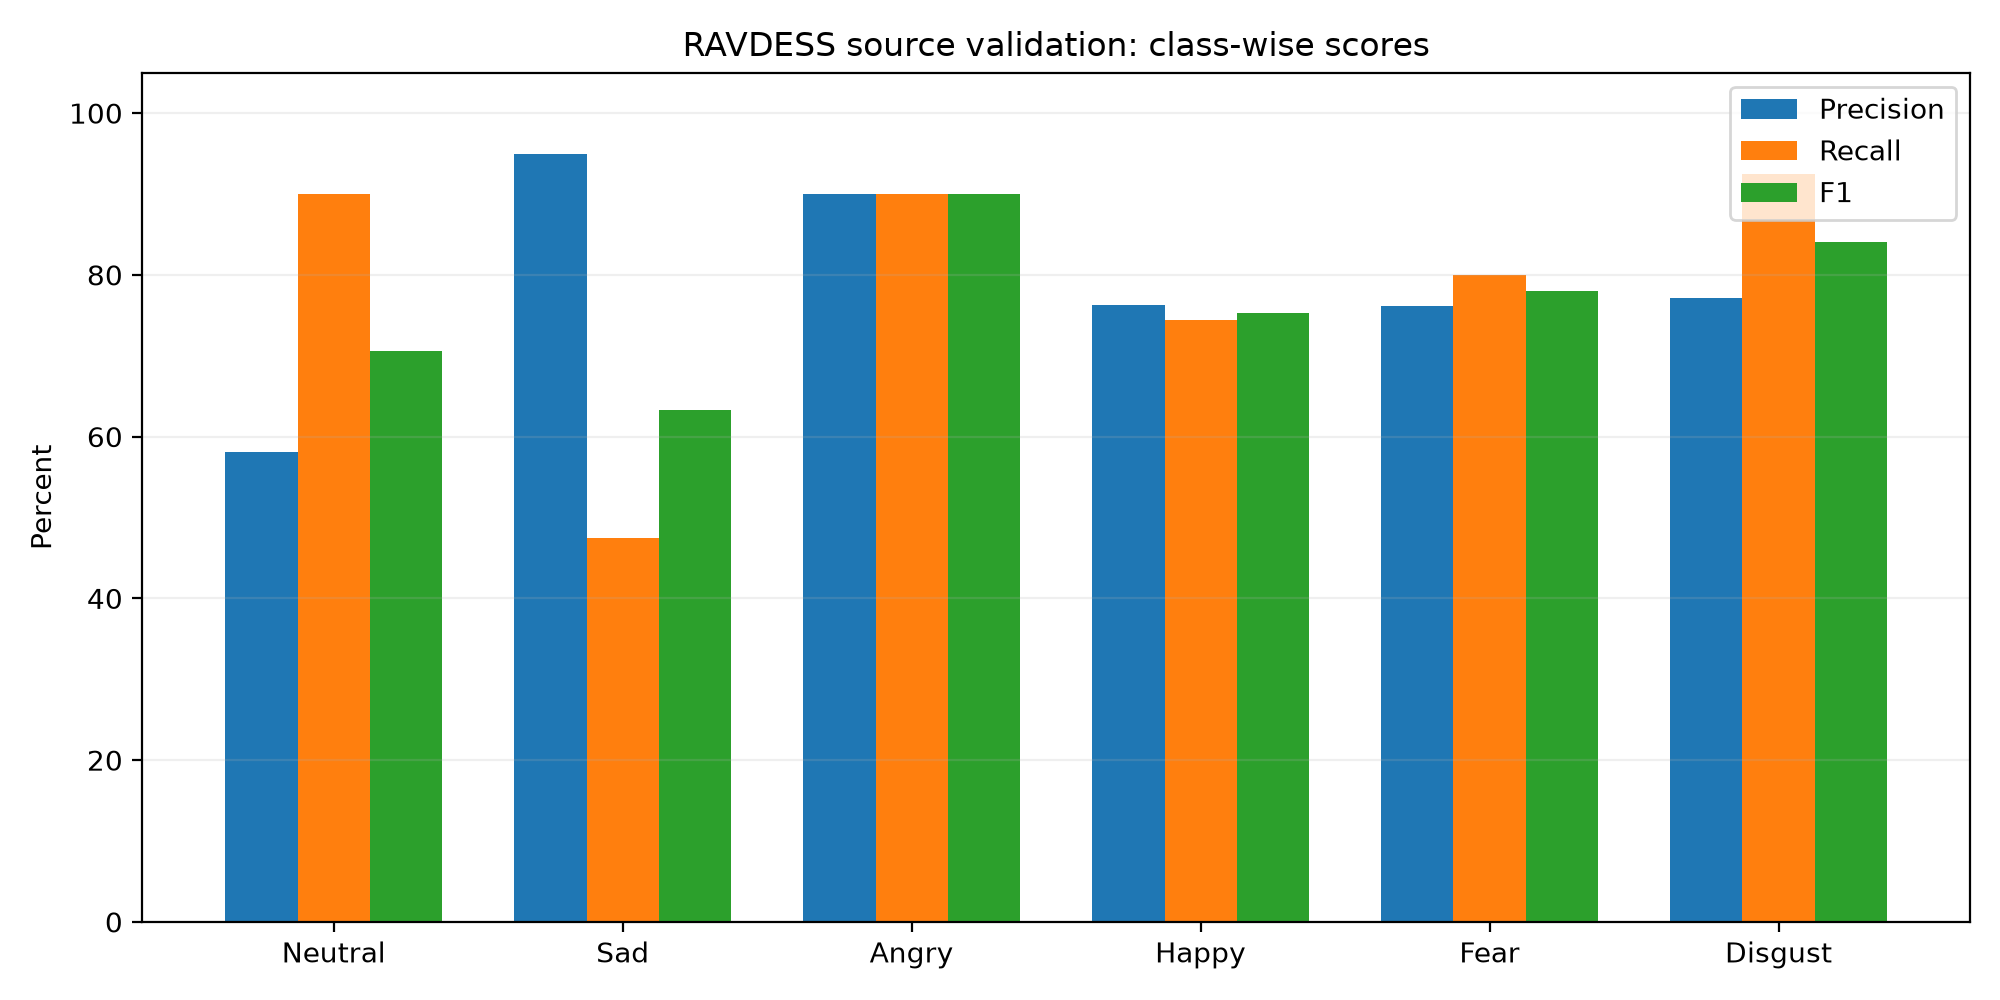 RAVDESS source validation: class-wise scores
100
80
60
40
20
0
Percent
Precision
Recall
F1
Neutral
Sad
Angry
Happy
Fear
Disgust